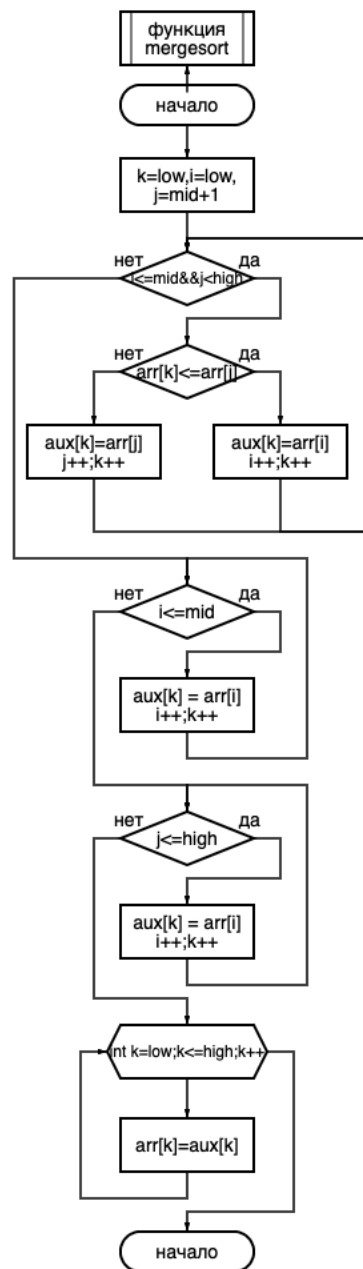 функция
mergesort
начало
k=low,i=low,
j=mid+1
нет
да
i<=mid&&j<high
нет
да
arr[k]<=arr[j]
aux[k]=arr[j]
j++;k++
aux[k]=arr[i]
i++;k++
нет
да
i<=mid
aux[k] = arr[i]
i++;k++
нет
да
j<=high
aux[k] = arr[i]
i++;k++
int k=low;k<=high;k++
arr[k]=aux[k]
начало